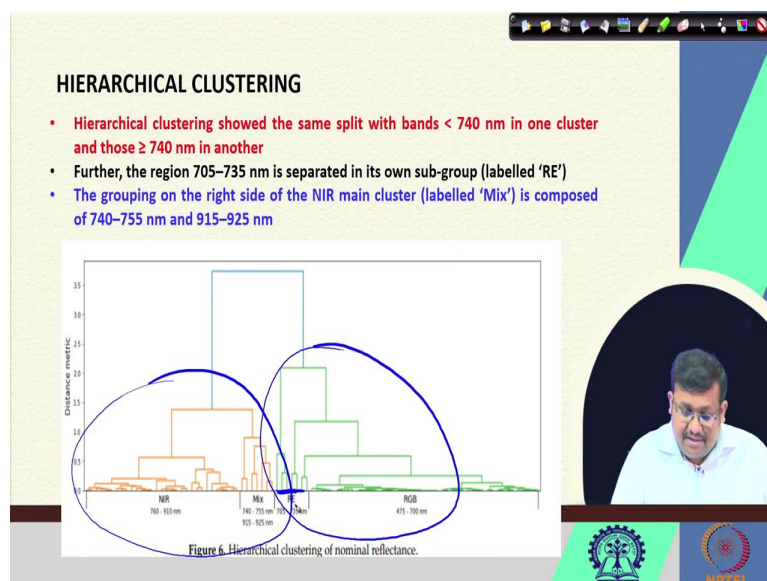 HIERARCHICAL CLUSTERING
• Hierarchical clustering showed the same split with bands < 740 nm in one cluster
and those ≥ 740 nm in another
• Further, the region 705–735 nm is separated in its own sub-group (labelled ‘RE’)
• The grouping on the right side of the NIR main cluster (labelled ‘Mix’) is composed
of 740–755 nm and 915–925 nm
Distance metric
3.5
3.0
2.5
2.0
1.5
1.0
0.5
0.0
NIR Mix RE RGB
760 - 910 nm 740 - 755 nm 475 - 700 nm
915 - 925 nm
Figure 6. Hierarchical clustering of nominal reflectance.
NPTEL